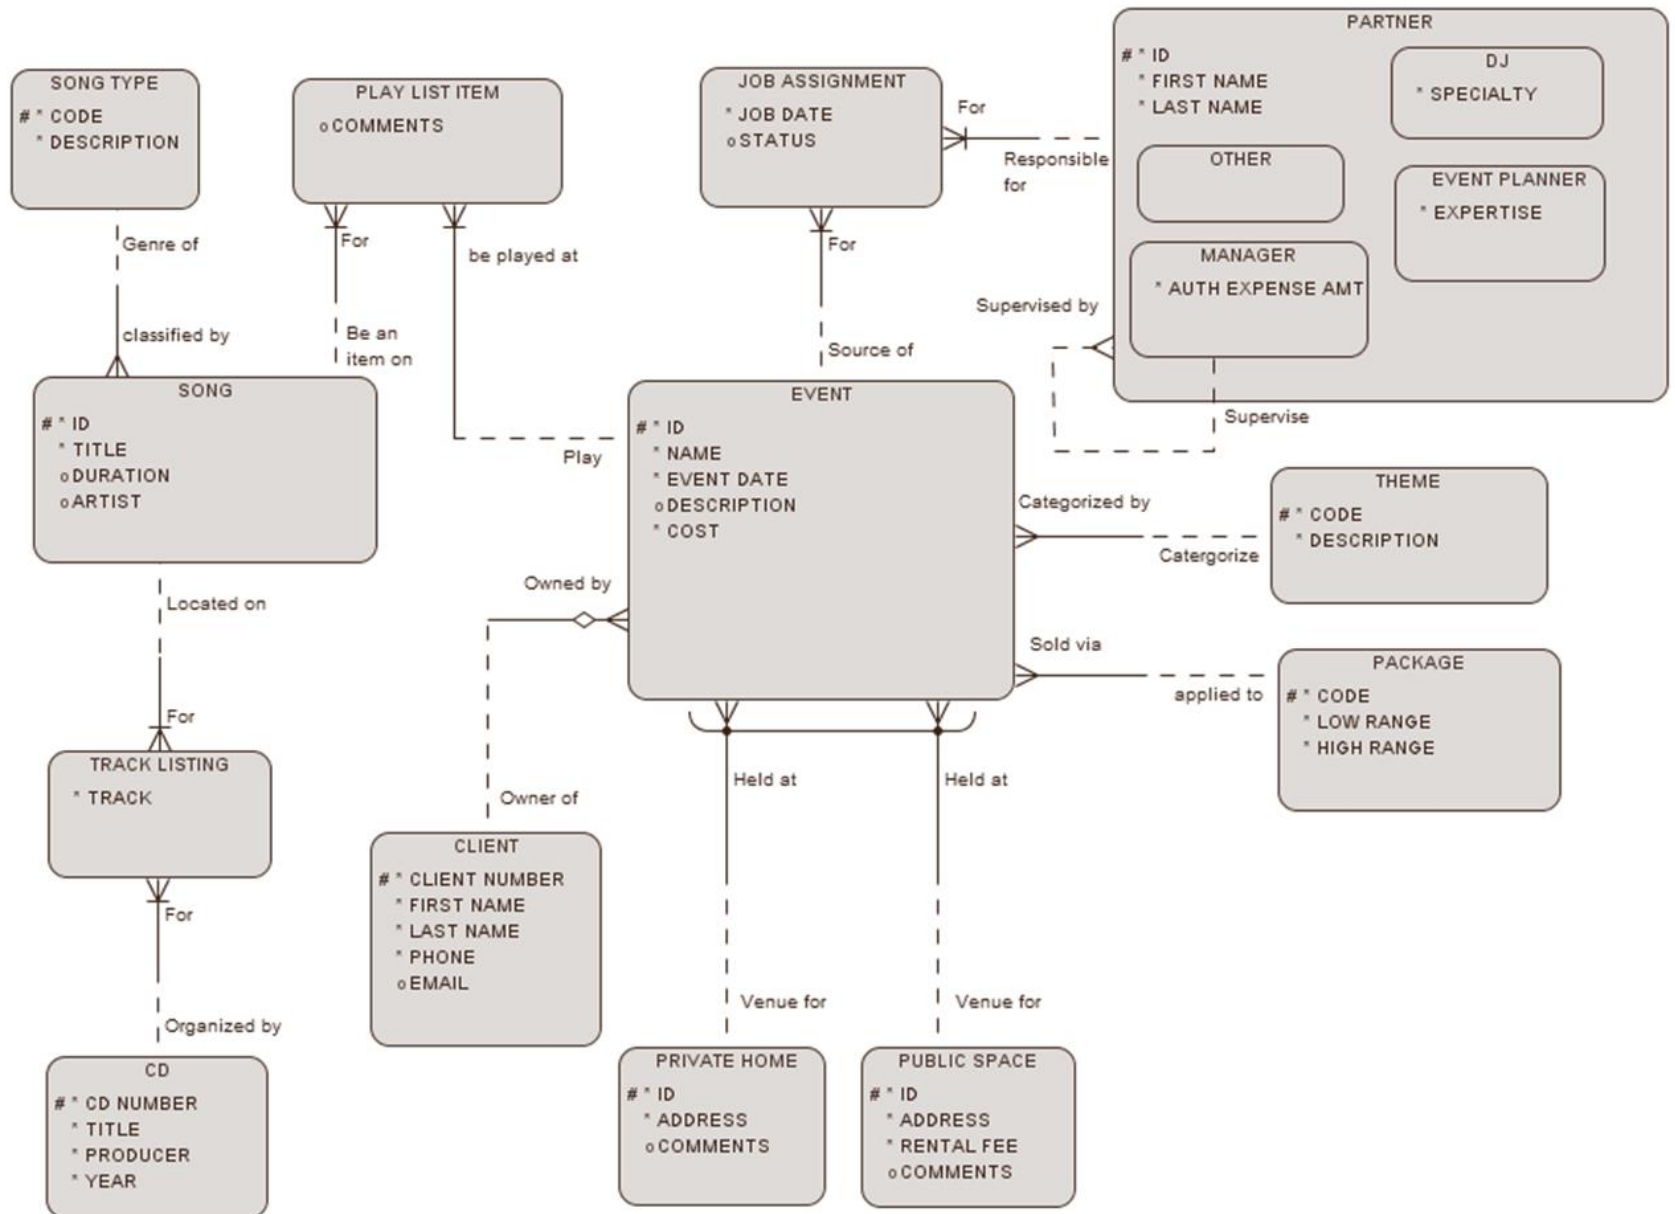 SONG TYPE
# * CODE
* DESCRIPTION
Genre of
classified by
SONG
# * ID
* TITLE
o DURATION
o ARTIST
Located on
For
TRACK LISTING
* TRACK
For
Organized by
CD
# * CD NUMBER
* TITLE
* PRODUCER
* YEAR
PLAY LIST ITEM
o COMMENTS
For
Be an
item on
be played at
Play
JOB ASSIGNMENT
* JOB DATE
o STATUS
For
Responsible
for
For
Source of
PARTNER
# * ID
* FIRST NAME
* LAST NAME
DJ
* SPECIALTY
OTHER
EVENT PLANNER
* EXPERTISE
MANAGER
* AUTH EXPENSE AMT
Supervised by
Supervise
EVENT
# * ID
* NAME
* EVENT DATE
o DESCRIPTION
* COST
Categorized by
Catergorize
THEME
# * CODE
* DESCRIPTION
Sold via
applied to
PACKAGE
# * CODE
* LOW RANGE
* HIGH RANGE
Owned by
Owner of
CLIENT
# * CLIENT NUMBER
* FIRST NAME
* LAST NAME
* PHONE
o EMAIL
Held at
Venue for
PRIVATE HOME
# * ID
* ADDRESS
o COMMENTS
Held at
Venue for
PUBLIC SPACE
# * ID
* ADDRESS
* RENTAL FEE
o COMMENTS